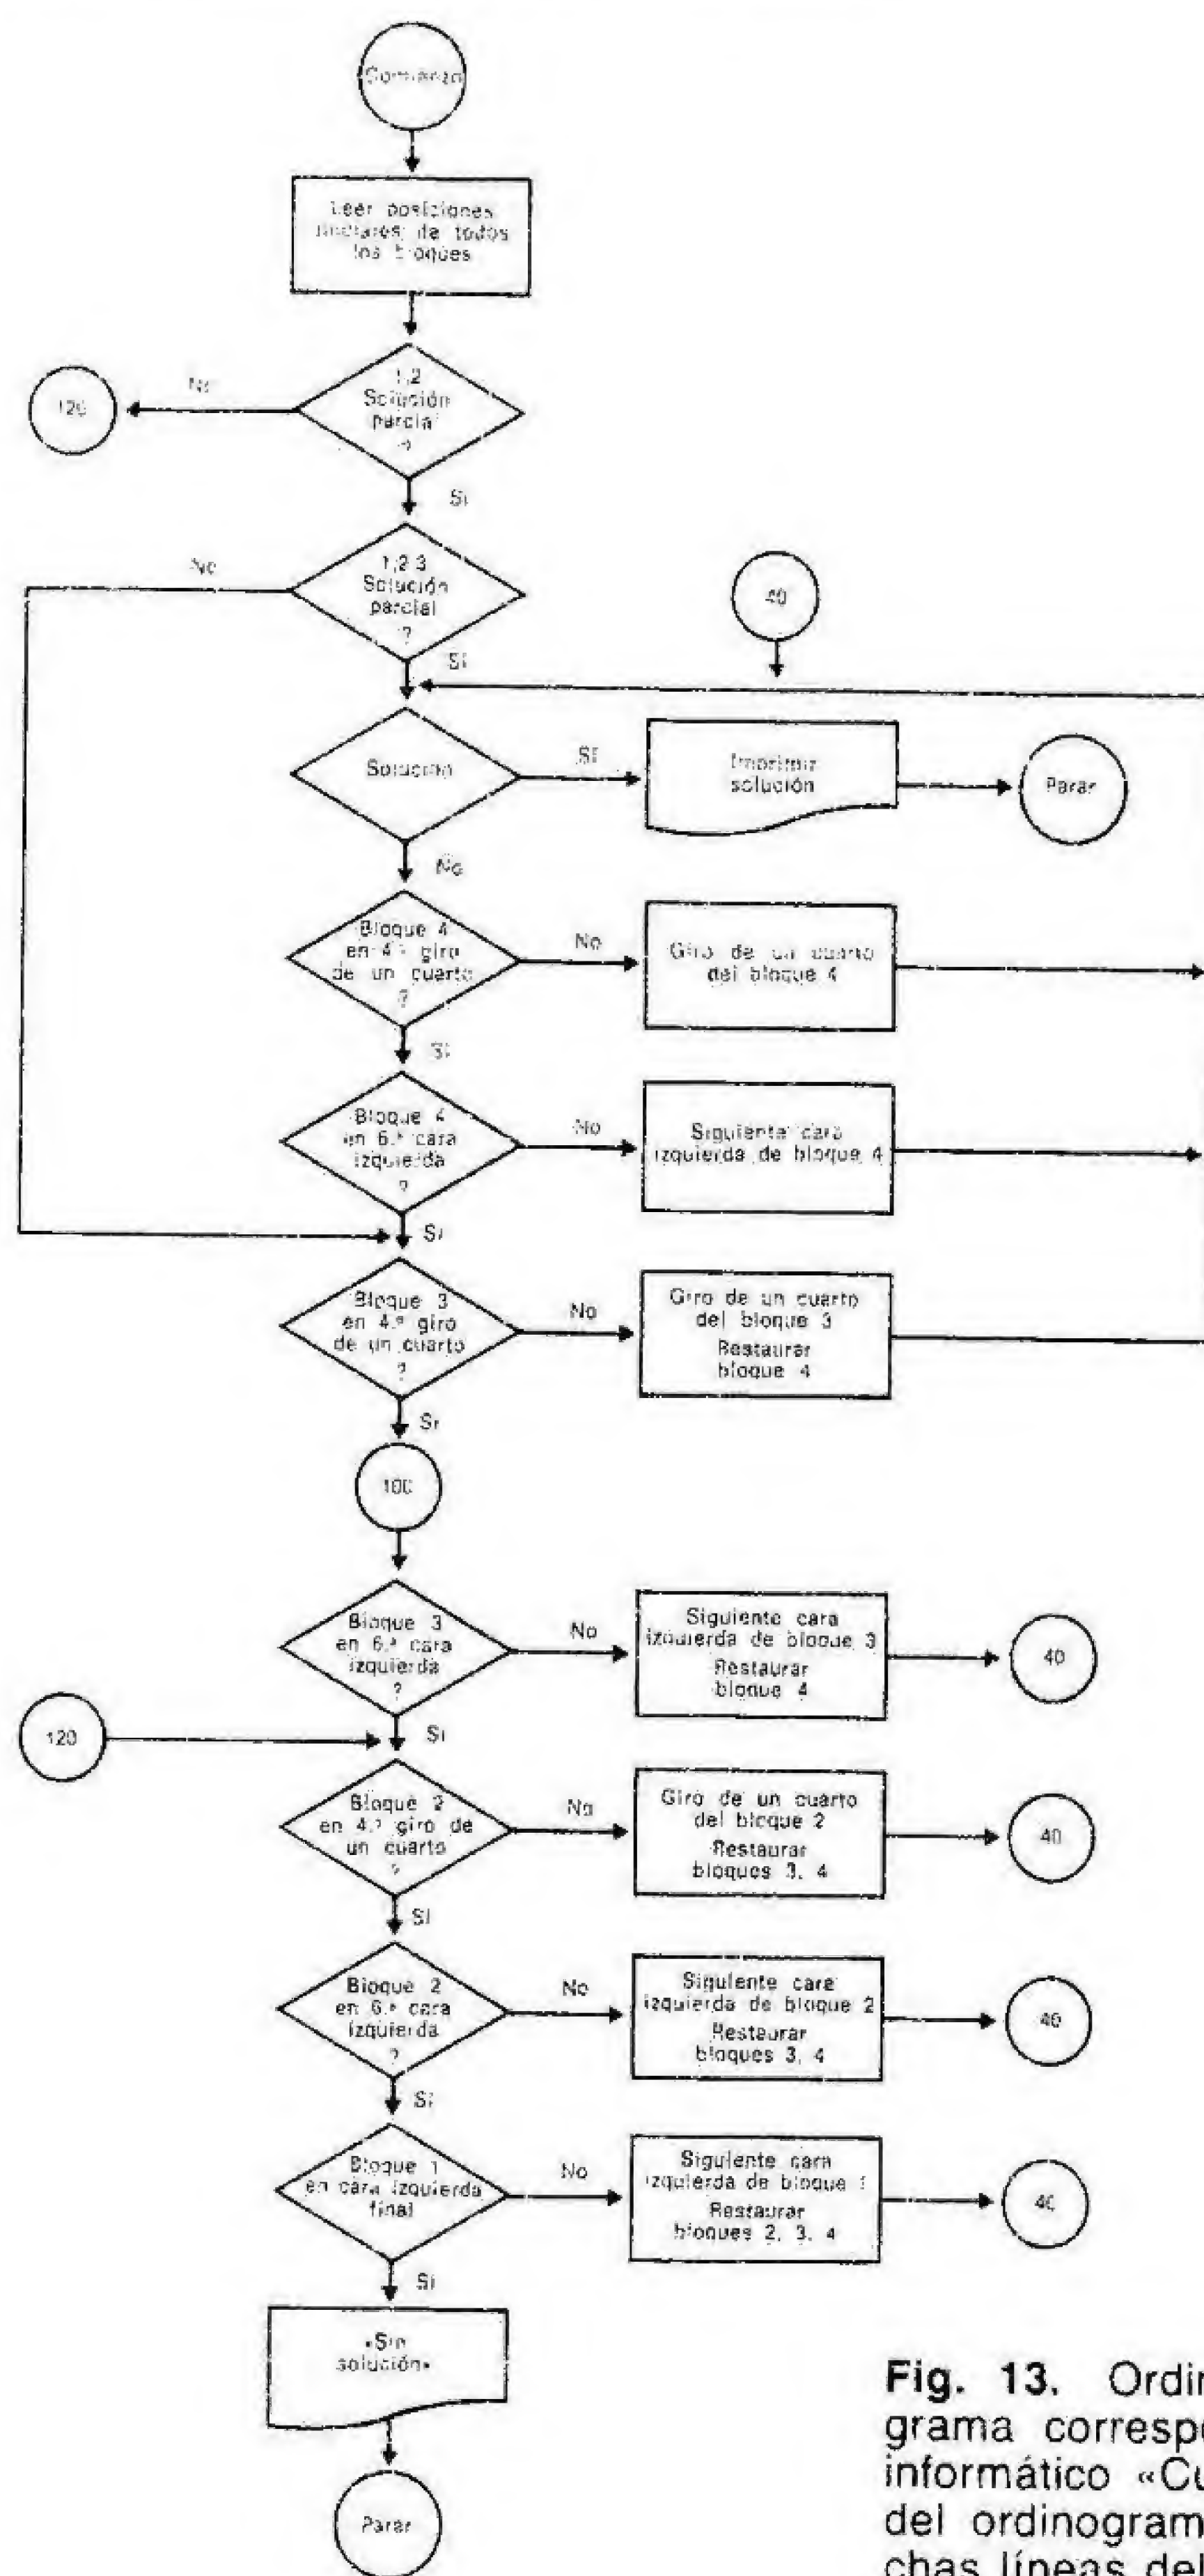 Comienzo
Leer posiciones
iniciales de todos
los bloques
1,2
Solución
parcial
?
No
120
Sí
1,2 3
Solución
parcial
?
No
Sí
40
Solución
Sí
Imprimir
solución
Parar
No
Bloque 4
en 4.º giro
de un cuarto
?
No
Giro de un cuarto
del bloque 4
Sí
Bloque 4
en 6.ª cara
izquierda
?
No
Siguiente cara
izquierda de bloque 4
Sí
Bloque 3
en 4.º giro
de un cuarto
?
No
Giro de un cuarto
del bloque 3
Restaurar
bloque 4
Sí
100
Bloque 3
en 6.ª cara
izquierda
?
No
Siguiente cara
izquierda de bloque 3
Restaurar
bloque 4
40
120
Sí
Bloque 2
en 4.º giro de
un cuarto
?
No
Giro de un cuarto
del bloque 2
Restaurar
bloques 3, 4
40
Sí
Bloque 2
en 6.ª cara
izquierda
?
No
Siguiente cara
izquierda de bloque 2
Restaurar
bloques 3, 4
40
Sí
Bloque 1
en cara izquierda
final
No
Siguiente cara
izquierda de bloque 1
Restaurar
bloques 2, 3, 4
40
Sí
«Sin
solución»
Parar
Fig. 13. Ordin
grama correspo
informático «Cu
del ordinogram
chas líneas del